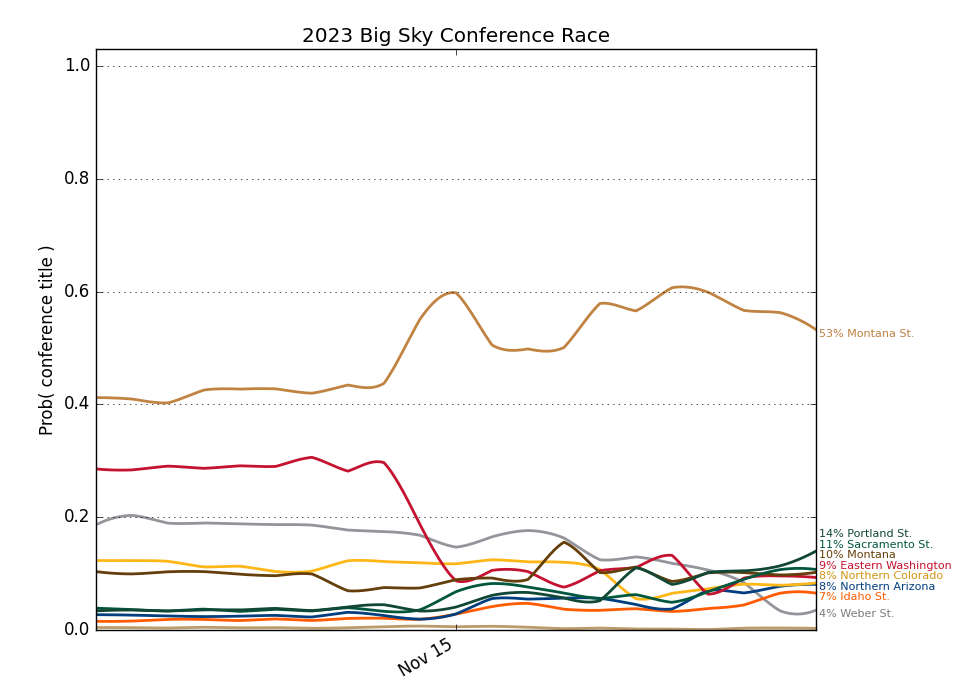 2023 Big Sky Conference Race
1.0
0.8
0.6
0.4
0.2
0.0
Prob( conference title )
Nov 15
53% Montana St.
14% Portland St.
11% Sacramento St.
10% Montana
9% Eastern Washington
8% Northern Colorado
8% Northern Arizona
7% Idaho St.
4% Weber St.